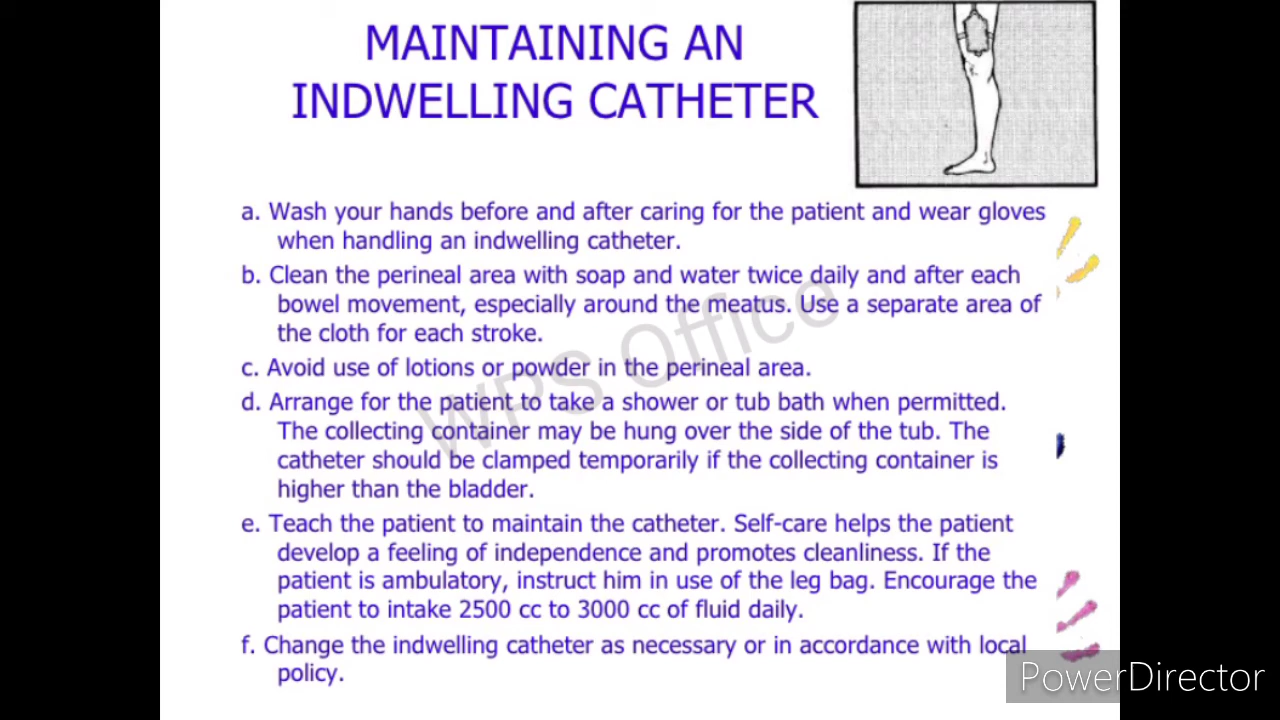 MAINTAINING AN
INDWELLING CATHETER
a. Wash your hands before and after caring for the patient and wear gloves
when handling an indwelling catheter.
b. Clean the perineal area with soap and water twice daily and after each
bowel movement, especially around the meatus. Use a separate area of
the cloth for each stroke.
c. Avoid use of lotions or powder in the perineal area.
d. Arrange for the patient to take a shower or tub bath when permitted.
The collecting container may be hung over the side of the tub. The
catheter should be clamped temporarily if the collecting container is
higher than the bladder.
e. Teach the patient to maintain the catheter. Self-care helps the patient
develop a feeling of independence and promotes cleanliness. If the
patient is ambulatory, instruct him in use of the leg bag. Encourage the
patient to intake 2500 cc to 3000 cc of fluid daily.
f. Change the indwelling catheter as necessary or in accordance with local
policy.
WPS Office
PowerDirector